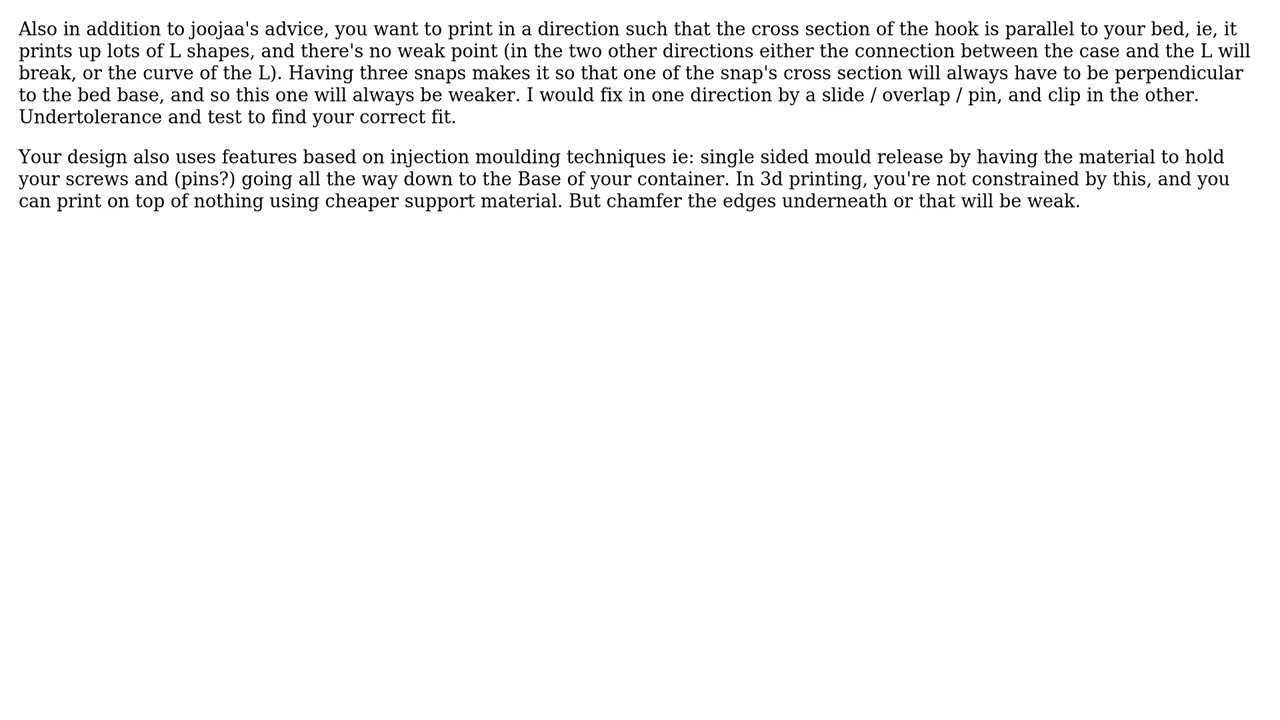 Also in addition to joojaa's advice, you want to print in a direction such that the cross section of the hook is parallel to your bed, ie, it
prints up lots of L shapes, and there's no weak point (in the two other directions either the connection between the case and the L will
break, or the curve of the L). Having three snaps makes it so that one of the snap's cross section will always have to be perpendicular
to the bed base, and so this one will always be weaker. I would fix in one direction by a slide / overlap / pin, and clip in the other.
Undertolerance and test to find your correct fit.
Your design also uses features based on injection moulding techniques ie: single sided mould release by having the material to hold
your screws and (pins?) going all the way down to the Base of your container. In 3d printing, you're not constrained by this, and you
can print on top of nothing using cheaper support material. But chamfer the edges underneath or that will be weak.